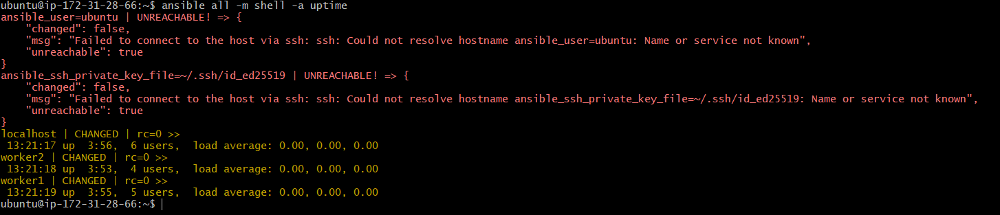 ubuntu@ip-172-31-28-66:~$ ansible all -m shell -a uptime
ansible_user=ubuntu | UNREACHABLE! => {
    "changed": false,
    "msg": "Failed to connect to the host via ssh: ssh: Could not resolve hostname ansible_user=ubuntu: Name or service not known",
    "unreachable": true
}
ansible_ssh_private_key_file=~/.ssh/id_ed25519 | UNREACHABLE! => {
    "changed": false,
    "msg": "Failed to connect to the host via ssh: ssh: Could not resolve hostname ansible_ssh_private_key_file=~/.ssh/id_ed25519: Name or service not known",
    "unreachable": true
}
localhost | CHANGED | rc=0 >>
 13:21:17 up  3:56,  6 users,  load average: 0.00, 0.00, 0.00
worker2 | CHANGED | rc=0 >>
 13:21:18 up  3:53,  4 users,  load average: 0.00, 0.00, 0.00
worker1 | CHANGED | rc=0 >>
 13:21:19 up  3:55,  5 users,  load average: 0.00, 0.00, 0.00
ubuntu@ip-172-31-28-66:~$